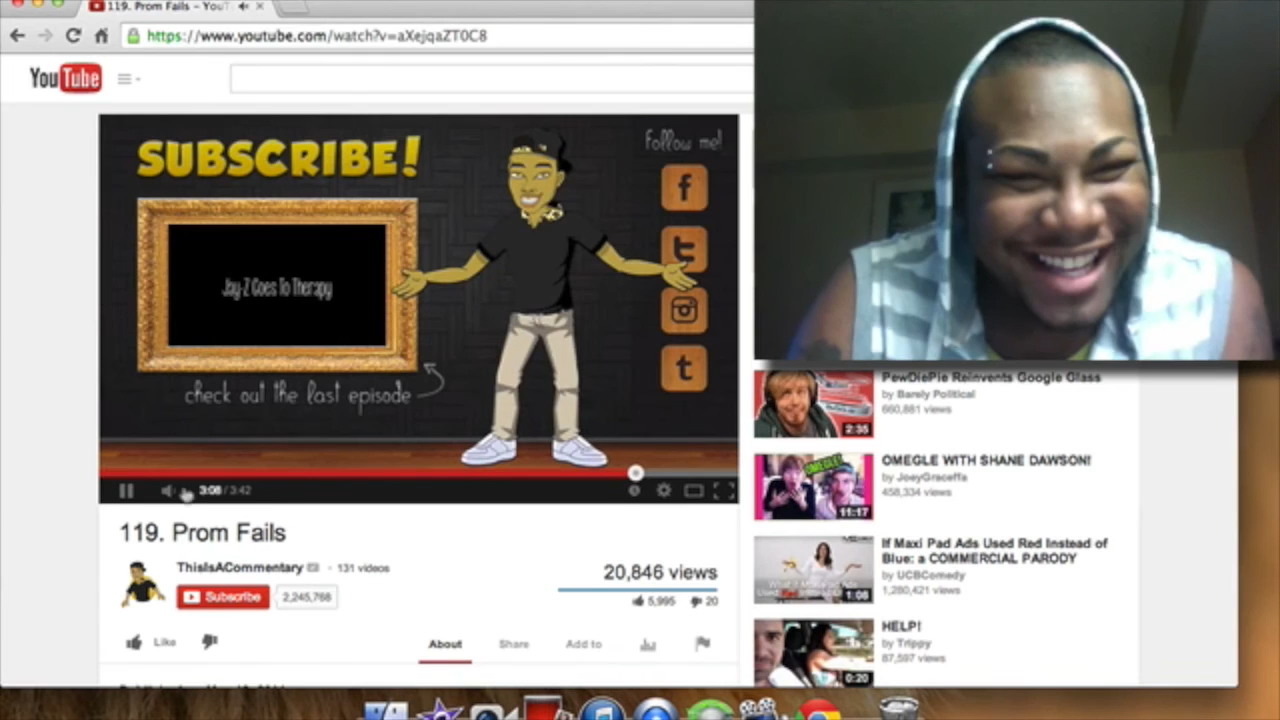 119. Prom Fails - YouT
https://www.youtube.com/watch?v=aXejqaZT0C8
YouTube
SUBSCRIBE!
Follow me!
Jay-Z Goes To Therapy
check out the last episode
3:08 / 3:42
119. Prom Fails
ThisIsACommentary · 131 videos
Subscribe 2,245,768
20,846 views
5,995 20
Like
About Share Add to
PewDiePie Reinvents Google Glass
by Barely Political
660,881 views
2:35
OMEGLE WITH SHANE DAWSON!
by JoeyGraceffa
458,334 views
OMEGLE!
11:17
If Maxi Pad Ads Used Red Instead of
Blue: a COMMERCIAL PARODY
by UCBComedy
1,280,421 views
1:08
HELP!
by Trippy
87,597 views
0:20